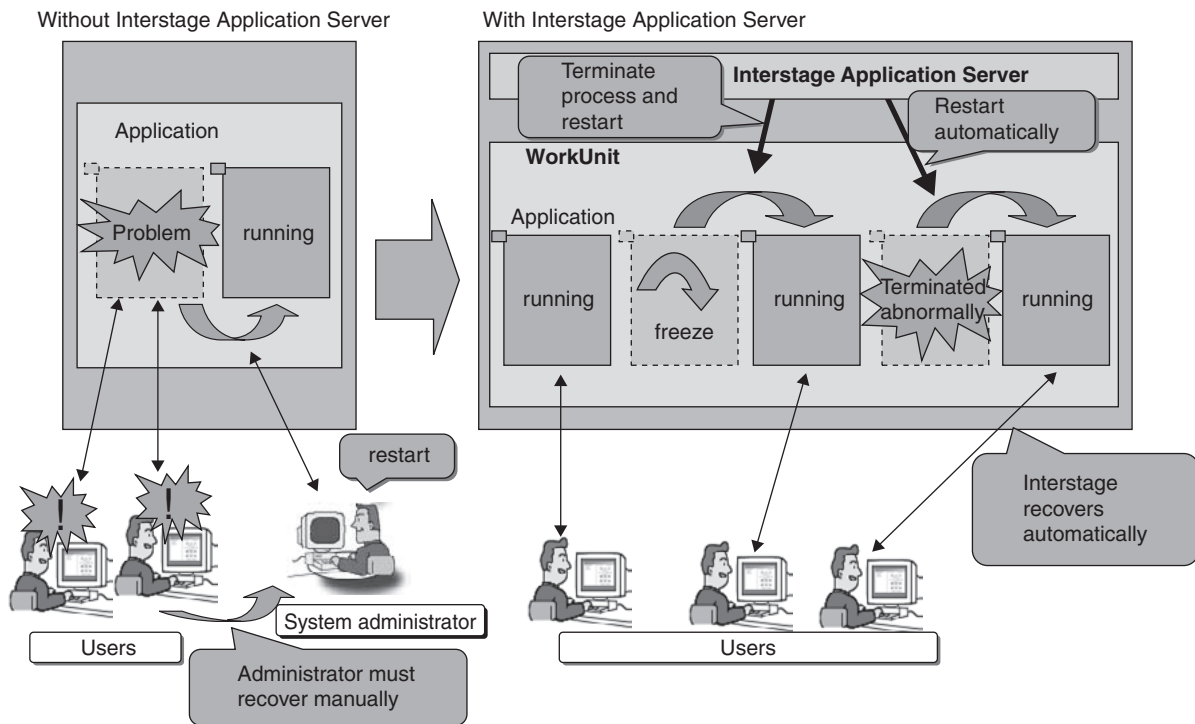 Without Interstage Application Server
Application
Problem
running
!
!
restart
System administrator
Users
Administrator must
recover manually
With Interstage Application Server
Interstage Application Server
Terminate
process and
restart
Restart
automatically
WorkUnit
Application
running
freeze
running
Terminated
abnormally
running
Interstage
recovers
automatically
Users